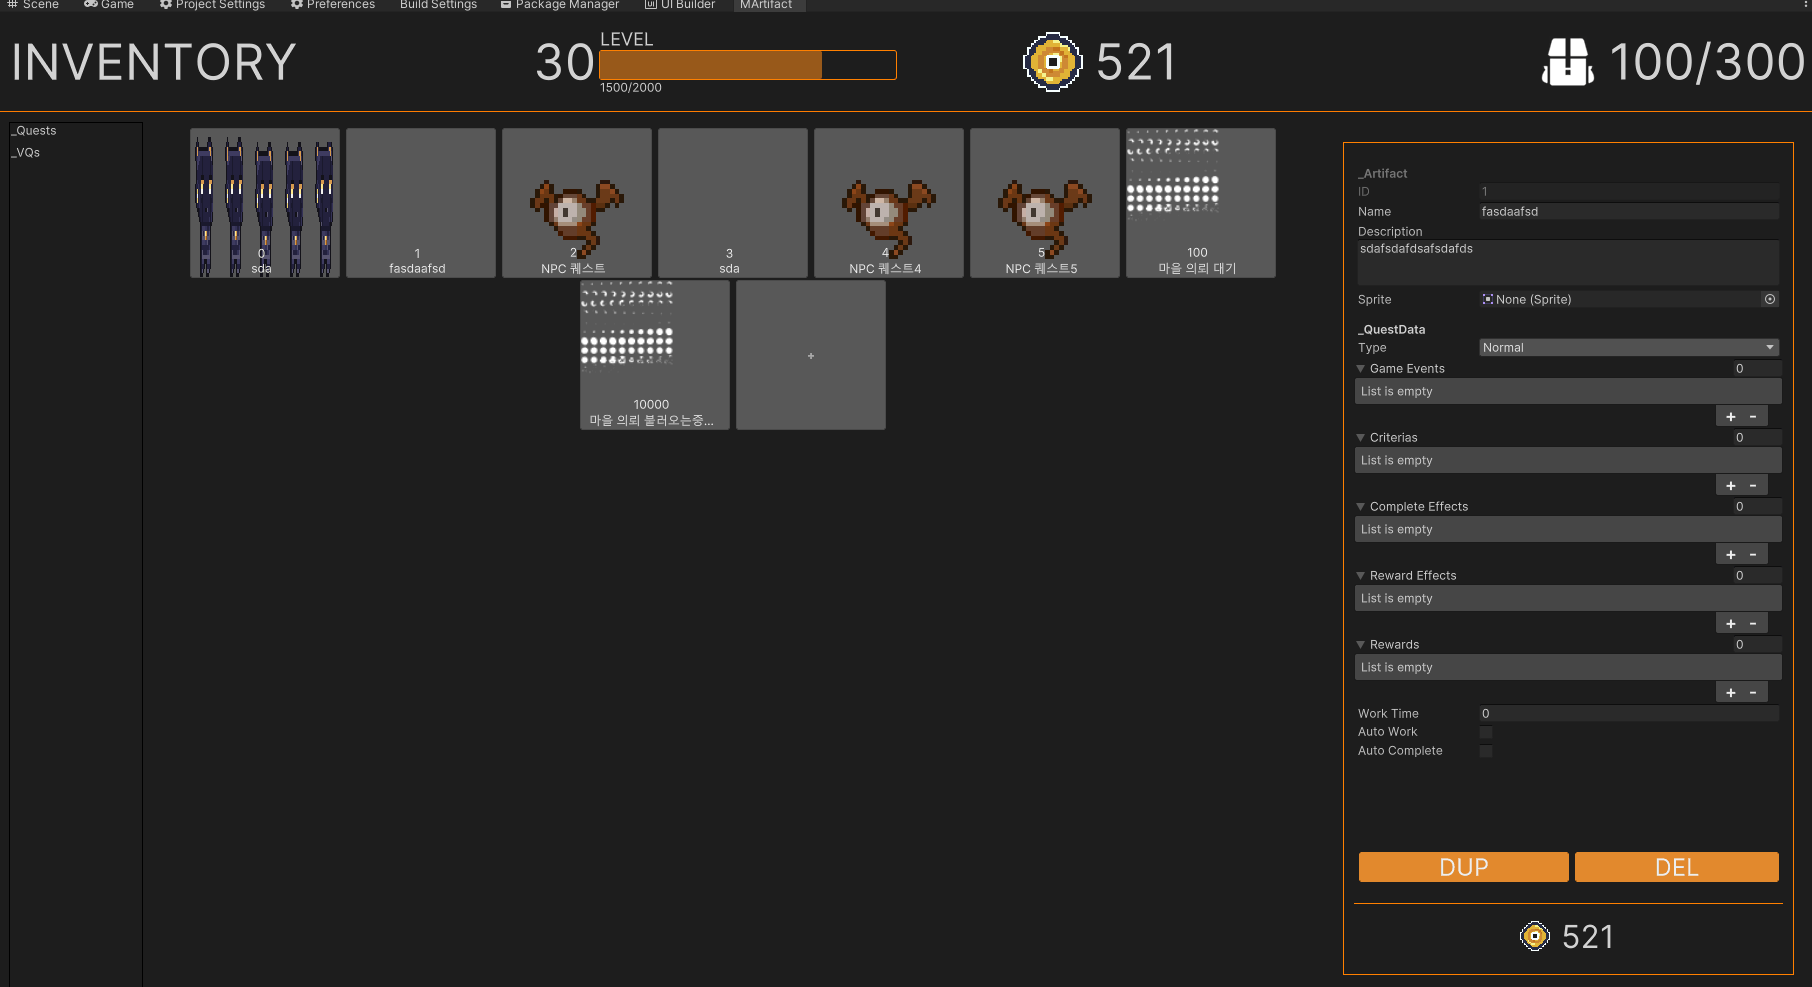 Scene Game Project Settings Preferences Build Settings Package Manager UI Builder MArtifact
INVENTORY
30
LEVEL
1500/2000
521
100/300
_Quests
_VQs
0
sda
1
fasdaafsd
2
NPC 퀘스트
3
sda
4
NPC 퀘스트4
5
NPC 퀘스트5
100
마을 의뢰 대기
10000
마을 의뢰 불러오는중...
+
_Artifact
ID 1
Name fasdaafsd
Description
sdafsdafdsafsdafds
Sprite None (Sprite)
_QuestData
Type Normal
Game Events 0
List is empty
+ -
Criterias 0
List is empty
+ -
Complete Effects 0
List is empty
+ -
Reward Effects 0
List is empty
+ -
Rewards 0
List is empty
+ -
Work Time 0
Auto Work
Auto Complete
DUP DEL
521